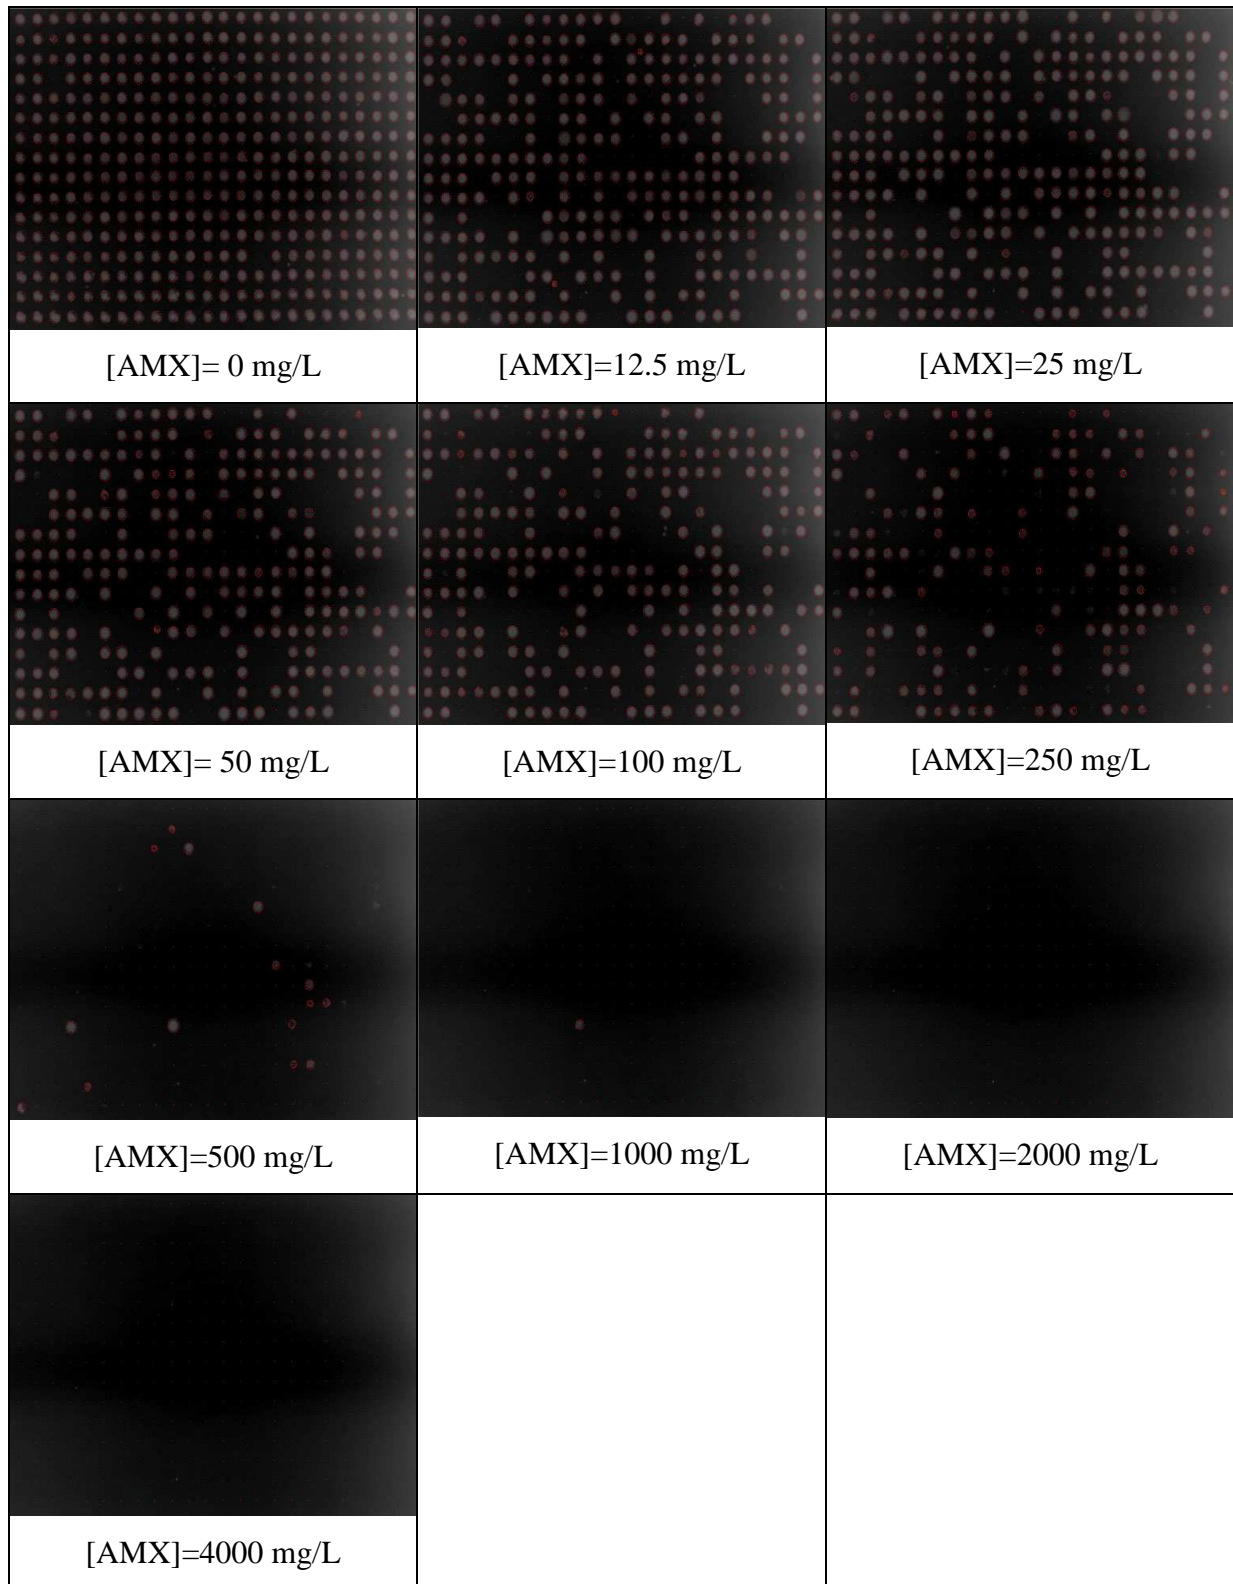 [AMX]= 0 mg/L
[AMX]=12.5 mg/L
[AMX]=25 mg/L
[AMX]= 50 mg/L
[AMX]=100 mg/L
[AMX]=250 mg/L
[AMX]=500 mg/L
[AMX]=1000 mg/L
[AMX]=2000 mg/L
[AMX]=4000 mg/L